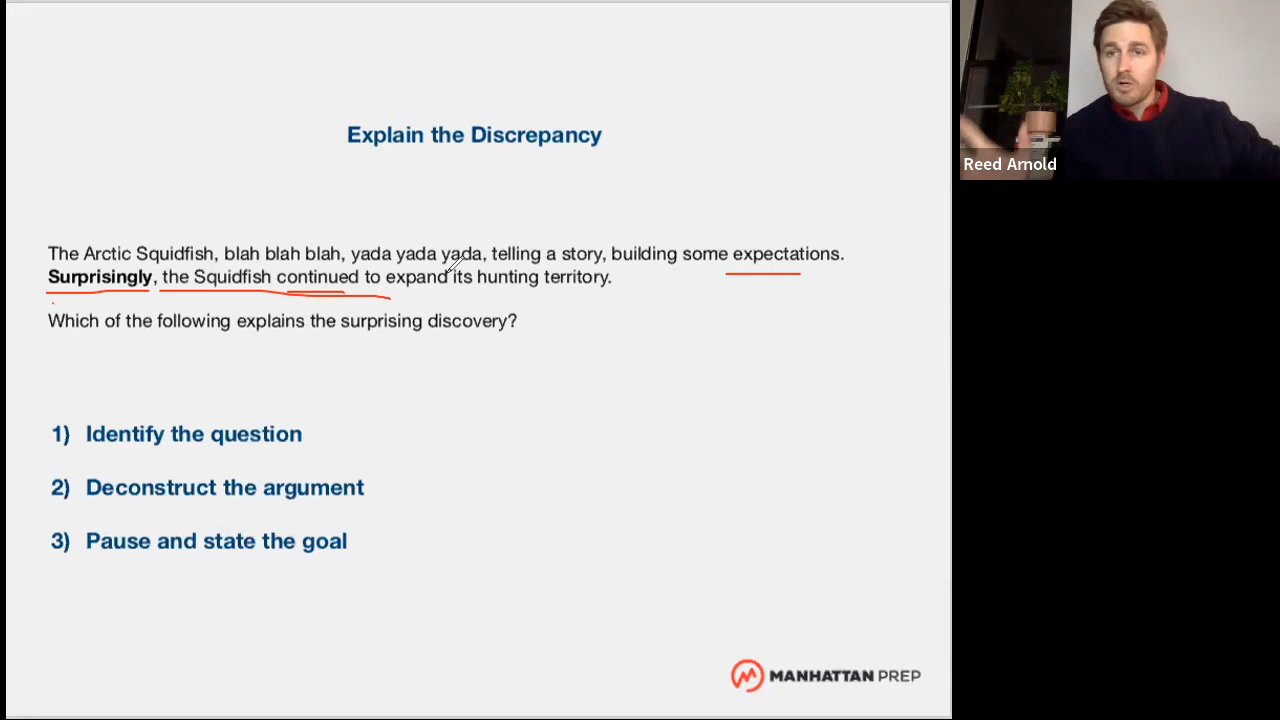 Explain the Discrepancy
The Arctic Squidfish, blah blah blah, yada yada yada, telling a story, building some expectations.
Surprisingly, the Squidfish continued to expand its hunting territory.
Which of the following explains the surprising discovery?
1) Identify the question
2) Deconstruct the argument
3) Pause and state the goal
MANHATTAN PREP
Reed Arnold